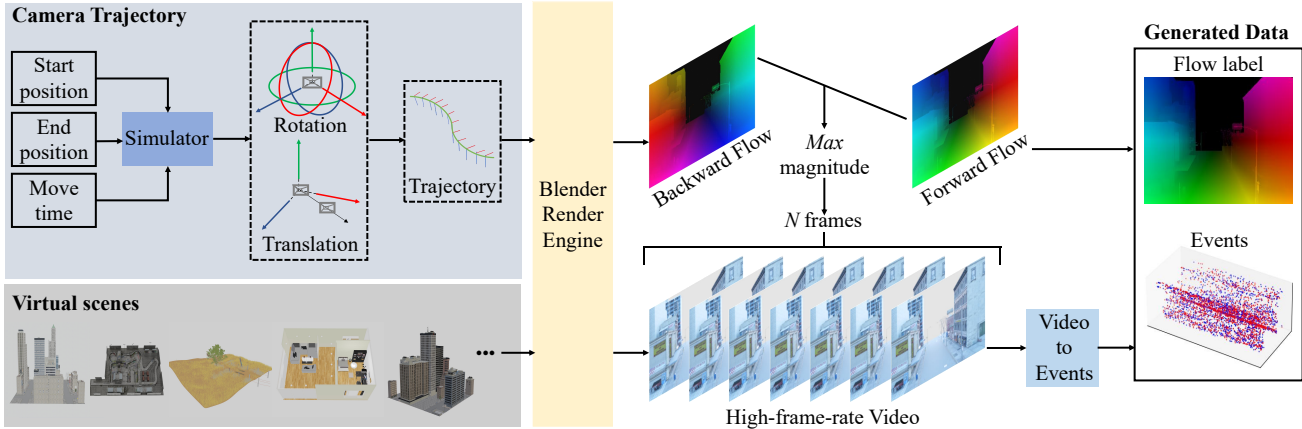 Camera Trajectory
Start
position
End
position
Move
time
Simulator
Rotation
Translation
Trajectory
Virtual scenes
...
Blender
Render
Engine
Backward Flow
Max
magnitude
N frames
Forward Flow
High-frame-rate Video
Video
to
Events
Generated Data
Flow label
Events